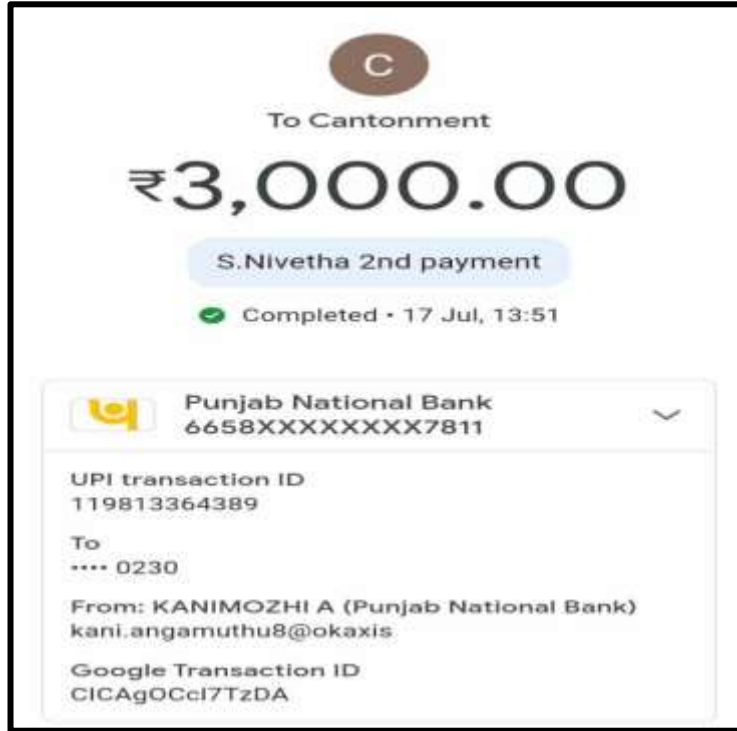 C
To Cantonment
₹3,000.00
S.Nivetha 2nd payment
Completed • 17 Jul, 13:51
Punjab National Bank
6658XXXXXXXX7811
UPI transaction ID
119813364389
To
•••• 0230
From: KANIMOZHI A (Punjab National Bank)
kani.angamuthu8@okaxis
Google Transaction ID
CICAgOCcl7TzDA